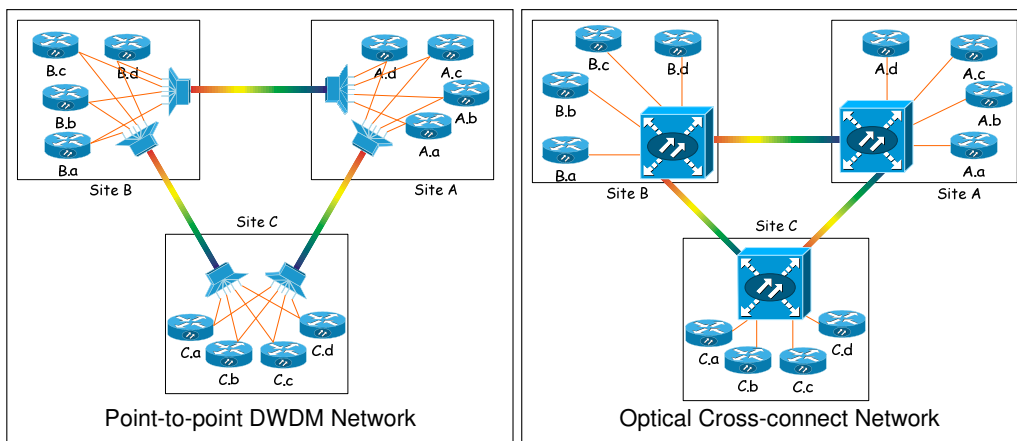 B.c
B.d
B.b
B.a
Site B
A.d
A.c
A.b
A.a
Site A
Site C
C.a
C.b
C.c
C.d
Point-to-point DWDM Network
B.c
B.d
B.b
B.a
Site B
A.d
A.c
A.b
A.a
Site A
Site C
C.a
C.b
C.c
C.d
Optical Cross-connect Network